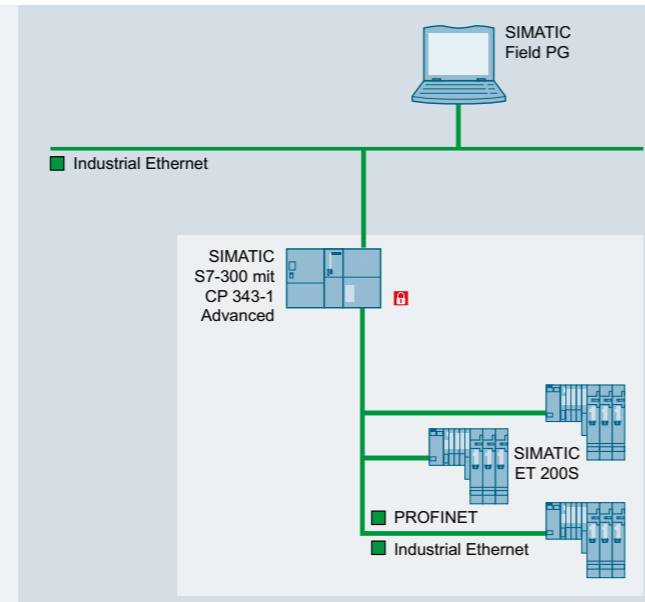 SIMATIC
Field PG
Industrial Ethernet
SIMATIC
S7-300 mit
CP 343-1
Advanced
SIMATIC
ET 200S
PROFINET
Industrial Ethernet